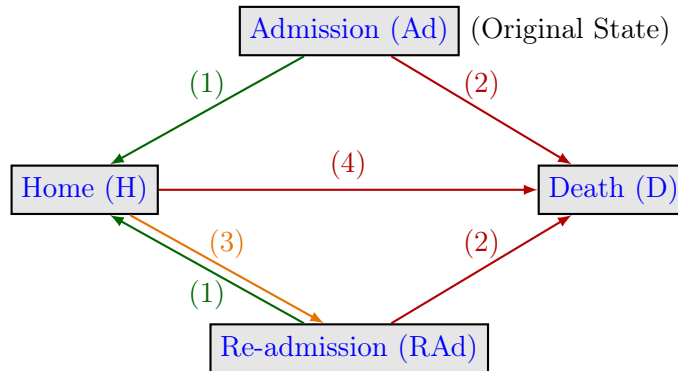 Admission (Ad) (Original State)
(1) (2)
(4)
Home (H) Death (D)
(3) (2)
(1)
Re-admission (RAd)